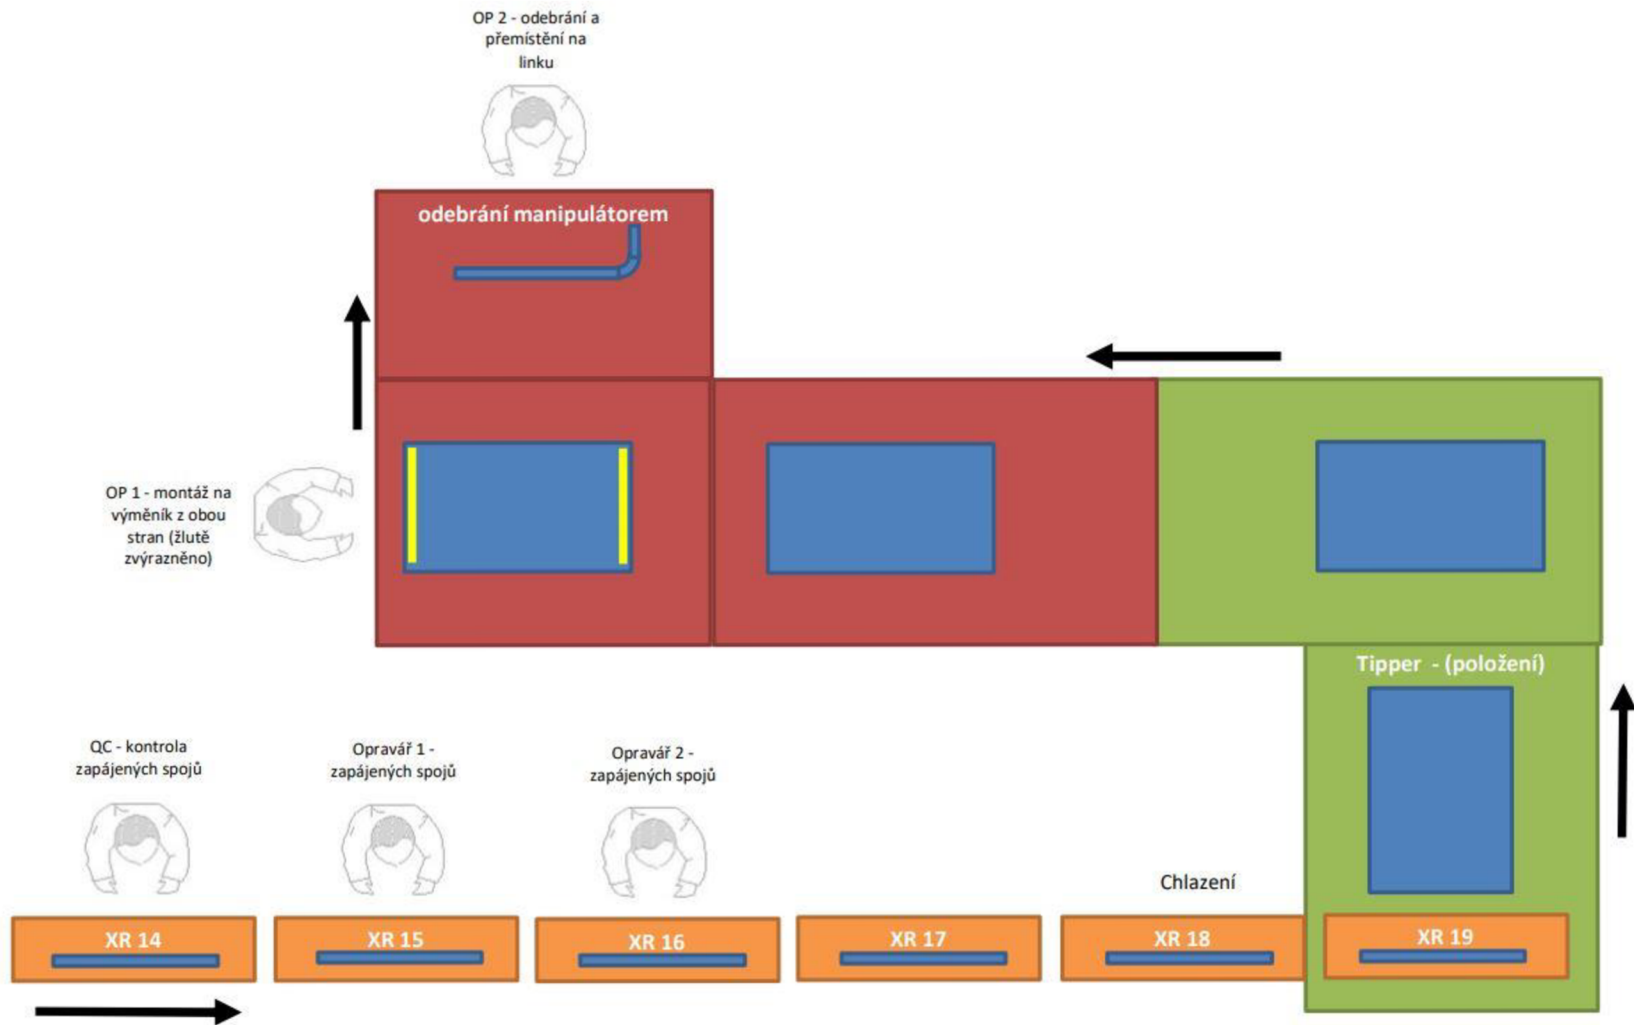 OP 2 - odebrání a
přemístění na
linku
odebrání manipulátorem
OP 1 - montáž na
výměník z obou
stran (žlutě
zvýrazněno)
Tipper - (položení)
QC - kontrola
zapájených spojů
Opravář 1 -
zapájených spojů
Opravář 2 -
zapájených spojů
Chlazení
XR 14
XR 15
XR 16
XR 17
XR 18
XR 19